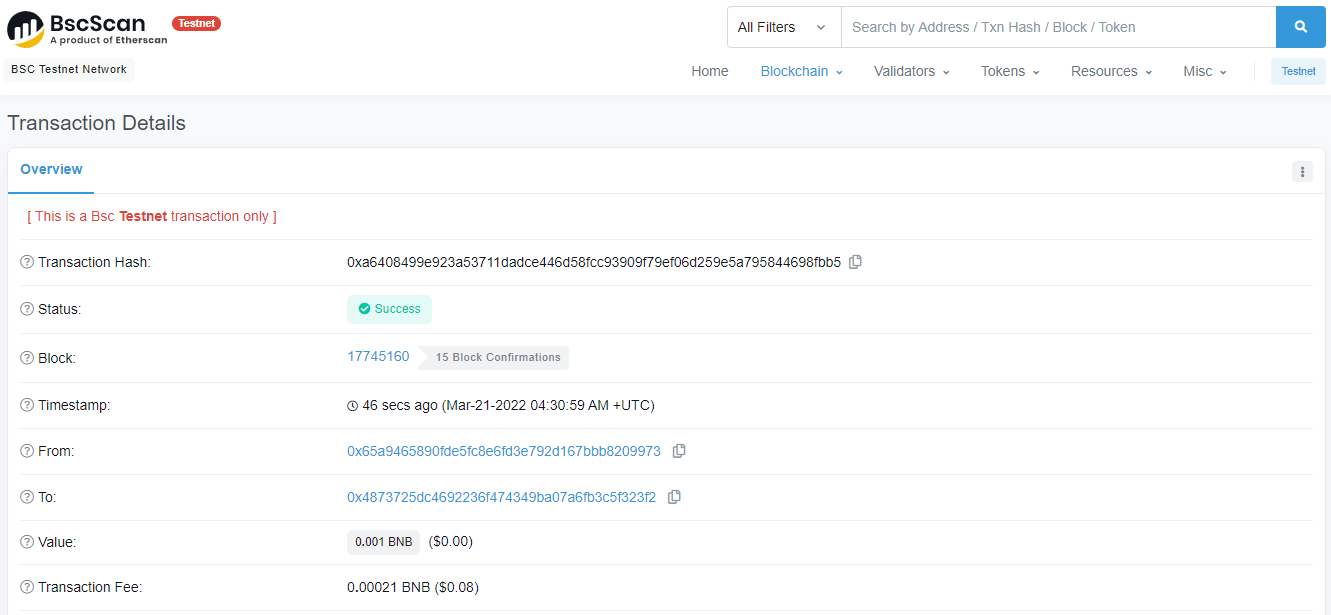 BscScan Testnet
A product of Etherscan
All Filters Search by Address / Txn Hash / Block / Token
BSC Testnet Network
Home Blockchain Validators Tokens Resources Misc Testnet
Transaction Details
Overview
[ This is a Bsc Testnet transaction only ]
Transaction Hash: 0xa6408499e923a53711dadce446d58fcc93909f79ef06d259e5a795844698fbb5
Status: Success
Block: 17745160 15 Block Confirmations
Timestamp: 46 secs ago (Mar-21-2022 04:30:59 AM +UTC)
From: 0x65a9465890fde5fc8e6fd3e792d167bbb8209973
To: 0x4873725dc4692236f474349ba07a6fb3c5f323f2
Value: 0.001 BNB ($0.00)
Transaction Fee: 0.00021 BNB ($0.08)